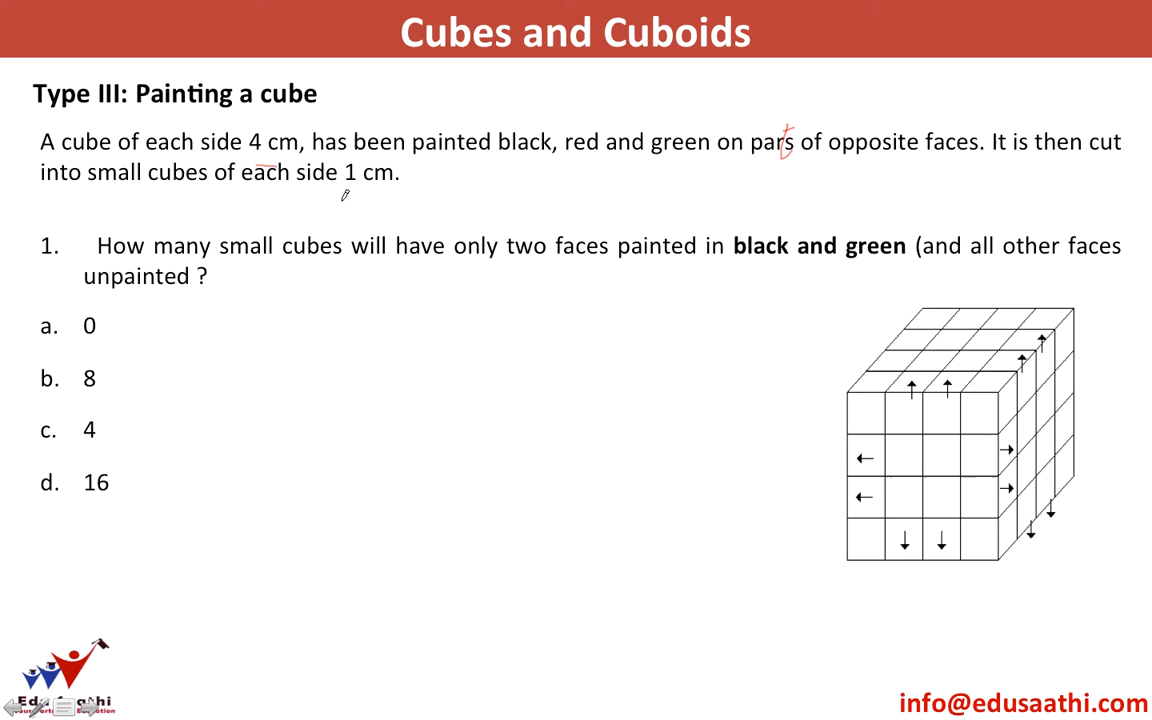 Cubes and Cuboids
Type III: Painting a cube
A cube of each side 4 cm, has been painted black, red and green on pars of opposite faces. It is then cut
into small cubes of each side 1 cm.
1. How many small cubes will have only two faces painted in black and green (and all other faces
unpainted ?
a. 0
b. 8
c. 4
d. 16
info@edusaathi.com